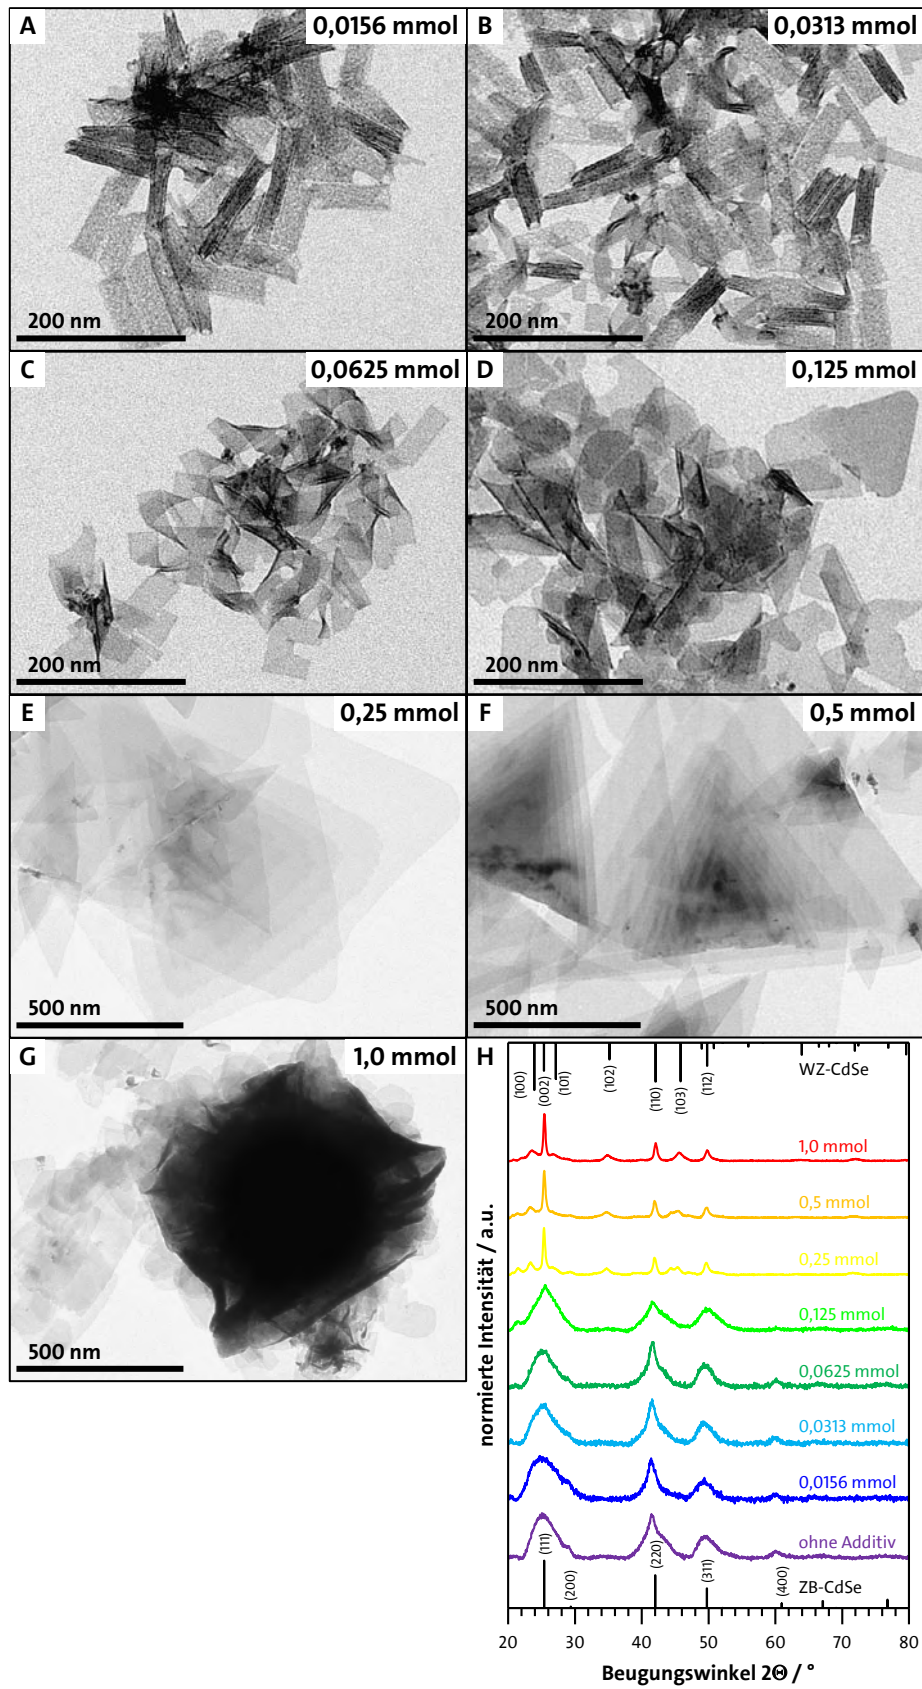 A 0,0156 mmol
200 nm
B 0,0313 mmol
200 nm
C 0,0625 mmol
200 nm
D 0,125 mmol
200 nm
E 0,25 mmol
500 nm
F 0,5 mmol
500 nm
G 1,0 mmol
500 nm
H
WZ-CdSe
(100)
(002)
(101)
(102)
(110)
(103)
(112)
1,0 mmol
0,5 mmol
0,25 mmol
0,125 mmol
0,0625 mmol
0,0313 mmol
0,0156 mmol
ohne Additiv
(111)
(200)
(220)
(311)
(400)
ZB-CdSe
20 30 40 50 60 70 80
Beugungswinkel 2Θ / °
normierte Intensität / a.u.